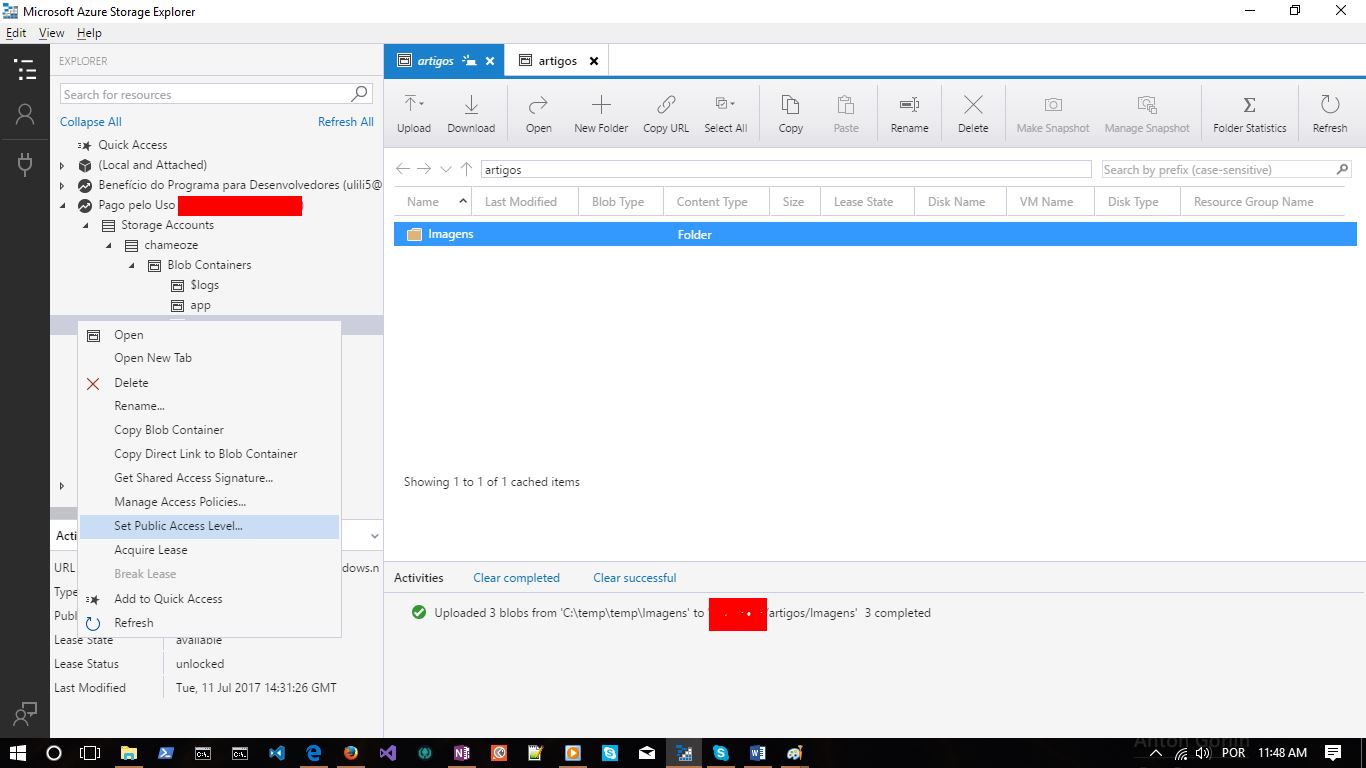 Microsoft Azure Storage Explorer
Edit View Help
EXPLORER
Search for resources
Collapse All Refresh All
Quick Access
(Local and Attached)
Benefício do Programa para Desenvolvedores (ulili5@
Pago pelo Uso
Storage Accounts
chameoze
Blob Containers
$logs
app
Open
Open New Tab
Delete
Rename...
Copy Blob Container
Copy Direct Link to Blob Container
Get Shared Access Signature...
Manage Access Policies...
Set Public Access Level...
Acquire Lease
Break Lease
Add to Quick Access
Refresh
Acti
URL dows.n
Type
Publ
Lease State available
Lease Status unlocked
Last Modified Tue, 11 Jul 2017 14:31:26 GMT
artigos artigos
Upload Download Open New Folder Copy URL Select All Copy Paste Rename Delete Make Snapshot Manage Snapshot Folder Statistics Refresh
artigos Search by prefix (case-sensitive)
Name Last Modified Blob Type Content Type Size Lease State Disk Name VM Name Disk Type Resource Group Name
Imagens Folder
Showing 1 to 1 of 1 cached items
Activities Clear completed Clear successful
Uploaded 3 blobs from 'C:\temp\temp\Imagens' to '/artigos/Imagens' 3 completed
POR 11:48 AM